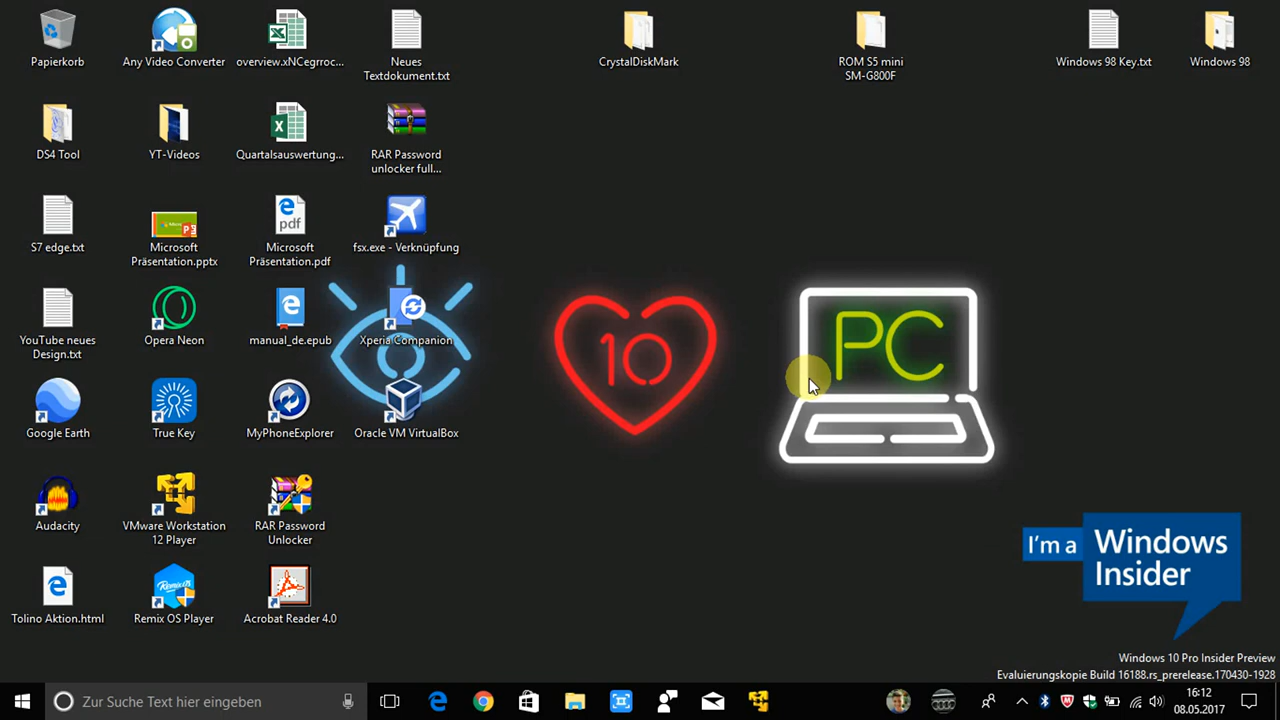 Papierkorb
Any Video Converter
overview.xNCegrroc...
Neues
Textdokument.txt
CrystalDiskMark
ROM S5 mini
SM-G800F
Windows 98 Key.txt
Windows 98
DS4 Tool
YT-Videos
Quartalsauswertung...
RAR Password
unlocker full...
S7 edge.txt
Microsoft
Präsentation.pptx
pdf
Microsoft
Präsentation.pdf
fsx.exe - Verknüpfung
YouTube neues
Design.txt
Opera Neon
manual_de.epub
Xperia Companion
10
PC
Google Earth
True Key
MyPhoneExplorer
Oracle VM VirtualBox
Audacity
VMware Workstation
12 Player
RAR Password
Unlocker
I'm a Windows
Insider
Tolino Aktion.html
Remix OS Player
Acrobat Reader 4.0
Windows 10 Pro Insider Preview
Evaluierungskopie Build 16188.rs_prerelease.170430-1928
Zur Suche Text hier eingeben
16:12
08.05.2017